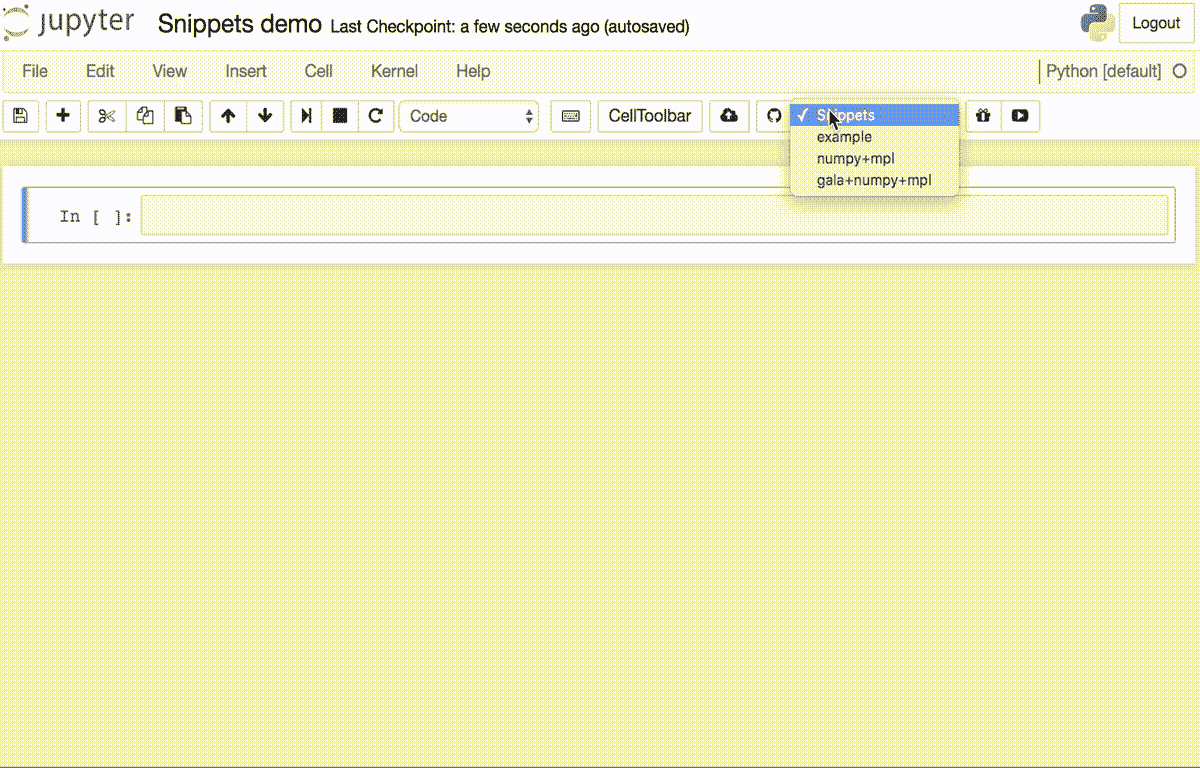 jupyter Snippets demo Last Checkpoint: a few seconds ago (autosaved) Logout
File Edit View Insert Cell Kernel Help Python [default]
Code CellToolbar Snippets
example
numpy+mpl
gala+numpy+mpl
In [ ]: